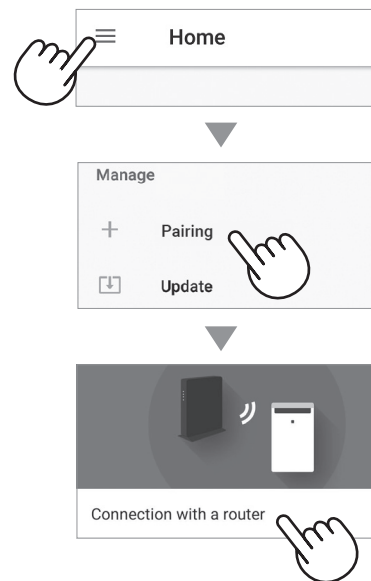 Home
Manage
Pairing
Update
Connection with a router